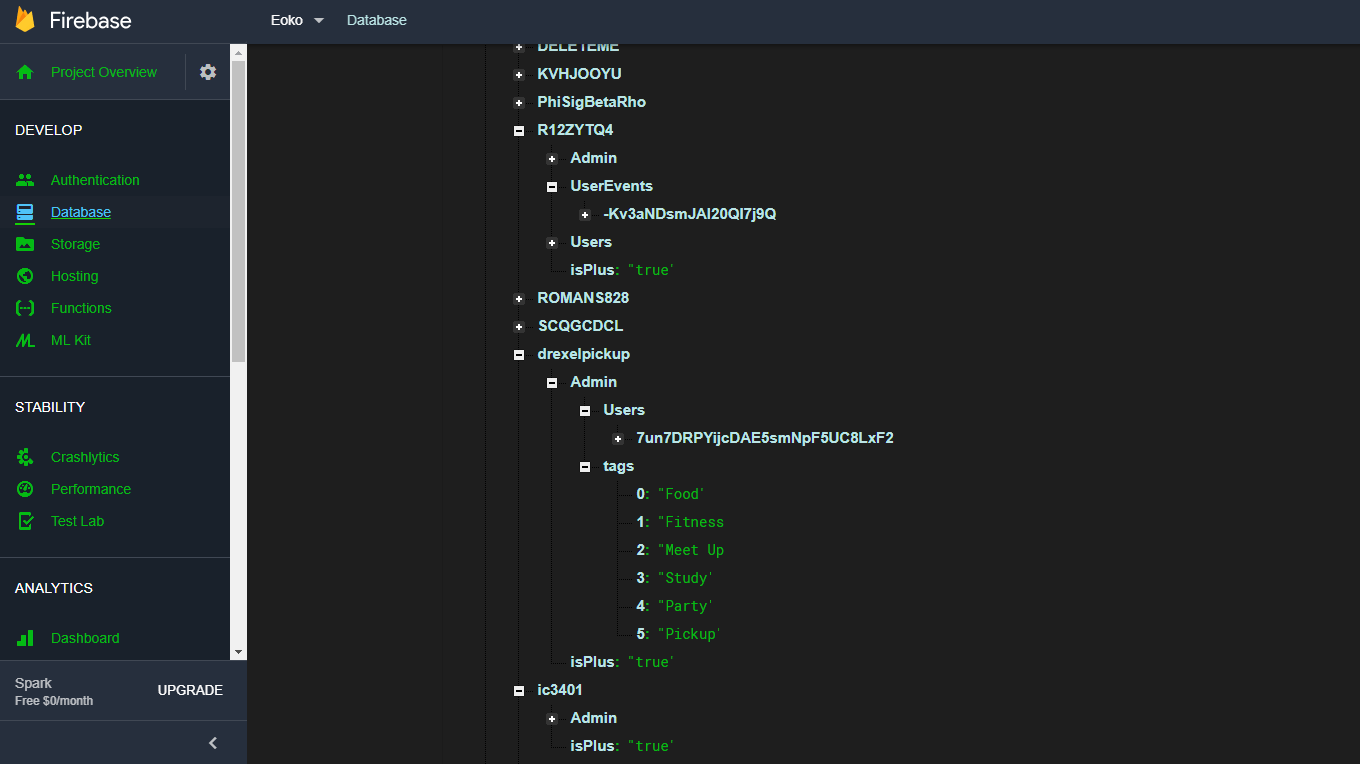 Firebase
Eoko
Database
Project Overview
DEVELOP
Authentication
Database
Storage
Hosting
Functions
ML Kit
STABILITY
Crashlytics
Performance
Test Lab
ANALYTICS
Dashboard
Spark
Free $0/month
UPGRADE
DELETEME
KVHJOOYU
PhiSigBetaRho
R12ZYTQ4
Admin
UserEvents
-Kv3aNDsmJAI20QI7j9Q
Users
isPlus: "true"
ROMANS828
SCQGCDCL
drexelpickup
Admin
Users
7un7DRPYijcDAE5smNpF5UC8LxF2
tags
0: "Food'
1: "Fitness
2: "Meet Up
3: "Study'
4: "Party'
5: "Pickup'
isPlus: "true'
ic3401
Admin
isPlus: "true'